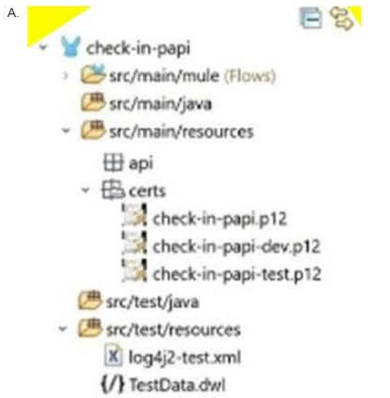 A.
check-in-papi
src/main/mule (Flows)
src/main/java
src/main/resources
api
certs
check-in-papi.p12
check-in-papi-dev.p12
check-in-papi-test.p12
src/test/java
src/test/resources
log4j2-test.xml
{/} TestData.dwl